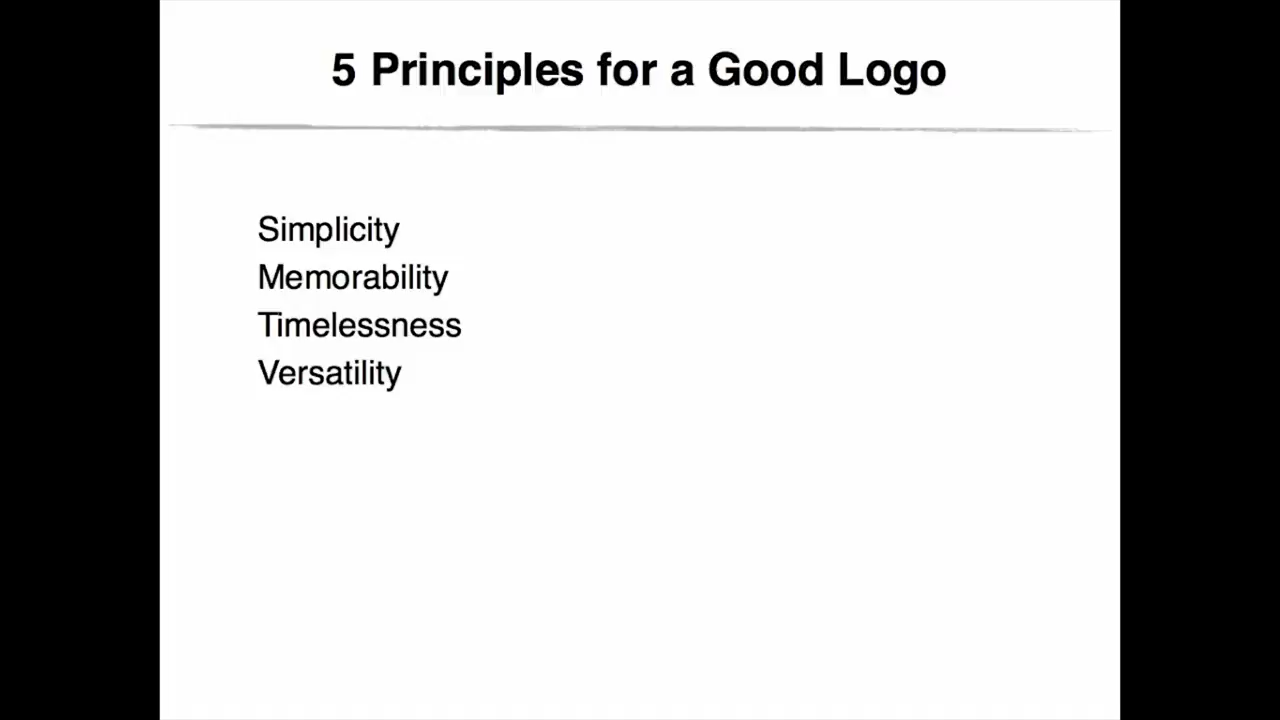 5 Principles for a Good Logo
Simplicity
Memorability
Timelessness
Versatility